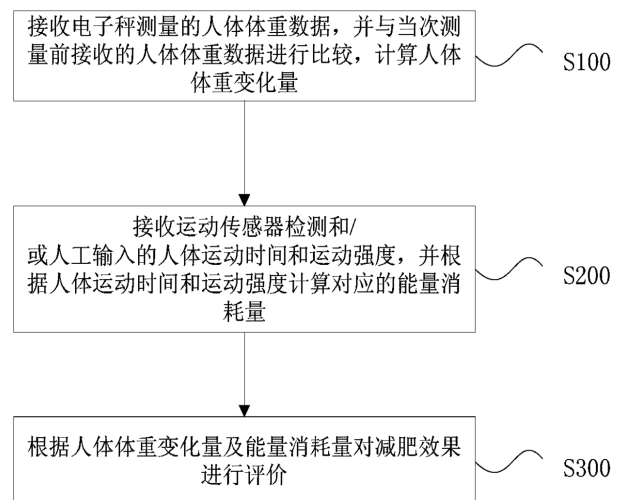 接收电子秤测量的人体体重数据，并与当次测
量前接收的人体体重数据进行比较，计算人体
体重变化量
S100
接收运动传感器检测和/
或人工输入的人体运动时间和运动强度，并根
据人体运动时间和运动强度计算对应的能量消
耗量
S200
根据人体体重变化量及能量消耗量对减肥效果
进行评价
S300